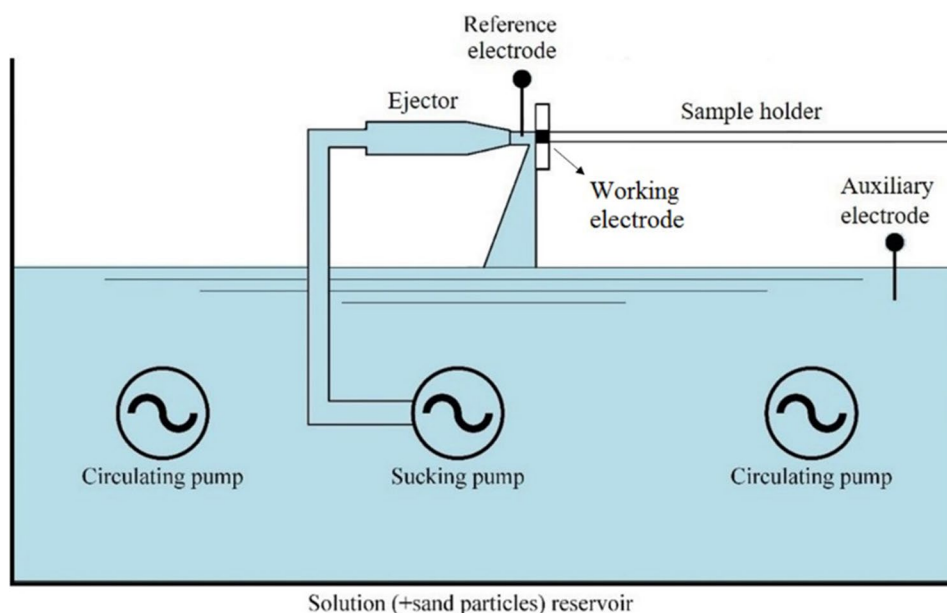 Reference
electrode
Ejector
Sample holder
Working
electrode
Auxiliary
electrode
Circulating pump
Sucking pump
Circulating pump
Solution (+sand particles) reservoir